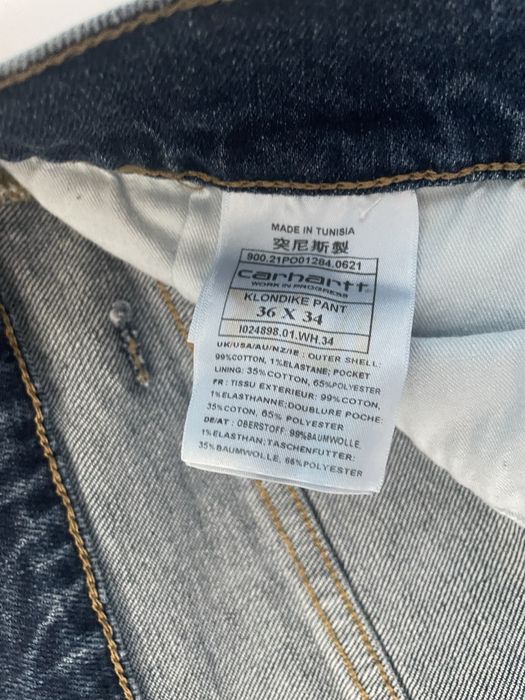 MADE IN TUNISIA
突尼斯製
900.21PO01284.0621
carhartt
WORK IN PROGRESS
KLONDIKE PANT
36 X 34
I024898.01.WH.34
UK/USA/AU/NZ/IE : OUTER SHELL:
99%COTTON, 1%ELASTANE; POCKET
LINING: 35%COTTON, 65%POLYESTER
FR : TISSU EXTERIEUR: 99%COTON,
1%ELASTHANNE;DOUBLURE POCHE:
35%COTON, 65% POLYESTER
DE/AT : OBERSTOFF: 99%BAUMWOLLE,
1%ELASTHAN;TASCHENFUTTER:
35%BAUMWOLLE, 65%POLYESTER